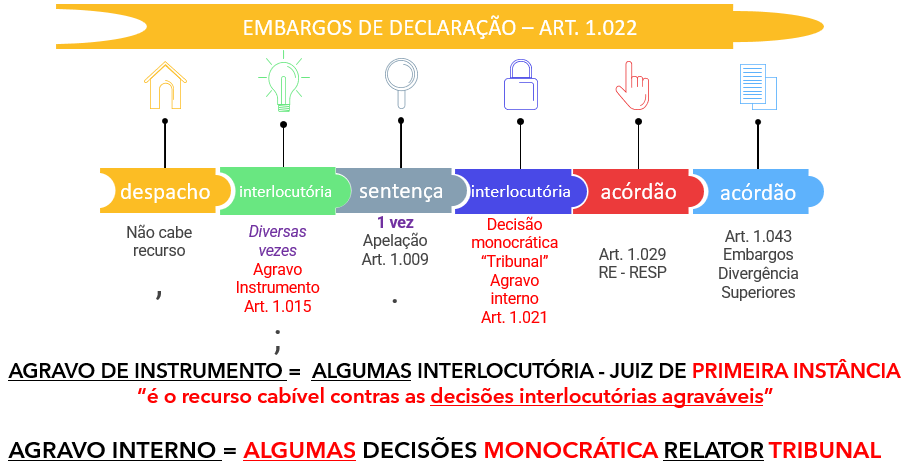 EMBARGOS DE DECLARAÇÃO – ART. 1.022
despacho
Não cabe
recurso
,
interlocutória
Diversas
vezes
Agravo
Instrumento
Art. 1.015
;
sentença
1 vez
Apelação
Art. 1.009
.
interlocutória
Decisão
monocrática
“Tribunal”
Agravo
interno
Art. 1.021
acórdão
Art. 1.029
RE - RESP
acórdão
Art. 1.043
Embargos
Divergência
Superiores
AGRAVO DE INSTRUMENTO = ALGUMAS INTERLOCUTÓRIA - JUIZ DE PRIMEIRA INSTÂNCIA
“é o recurso cabível contras as decisões interlocutórias agraváveis”
AGRAVO INTERNO = ALGUMAS DECISÕES MONOCRÁTICA RELATOR TRIBUNAL